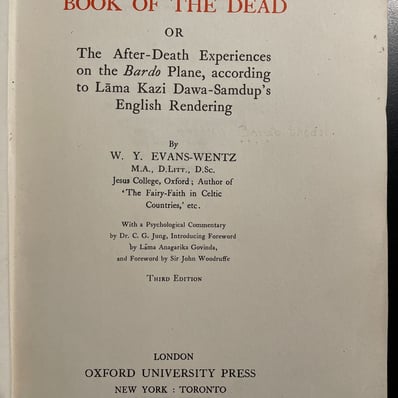 BOOK OF THE DEAD
OR
The After-Death Experiences
on the Bardo Plane, according
to Lāma Kazi Dawa-Samdup's
English Rendering
By
W. Y. EVANS-WENTZ
M.A., D.Litt., D.Sc.
Jesus College, Oxford; Author of
'The Fairy-Faith in Celtic
Countries,' etc.
With a Psychological Commentary
by Dr. C. G. Jung, Introducing Foreword
by Lāma Anagarika Govinda,
and Foreword by Sir John Woodroffe
Third Edition
LONDON
OXFORD UNIVERSITY PRESS
NEW YORK : TORONTO